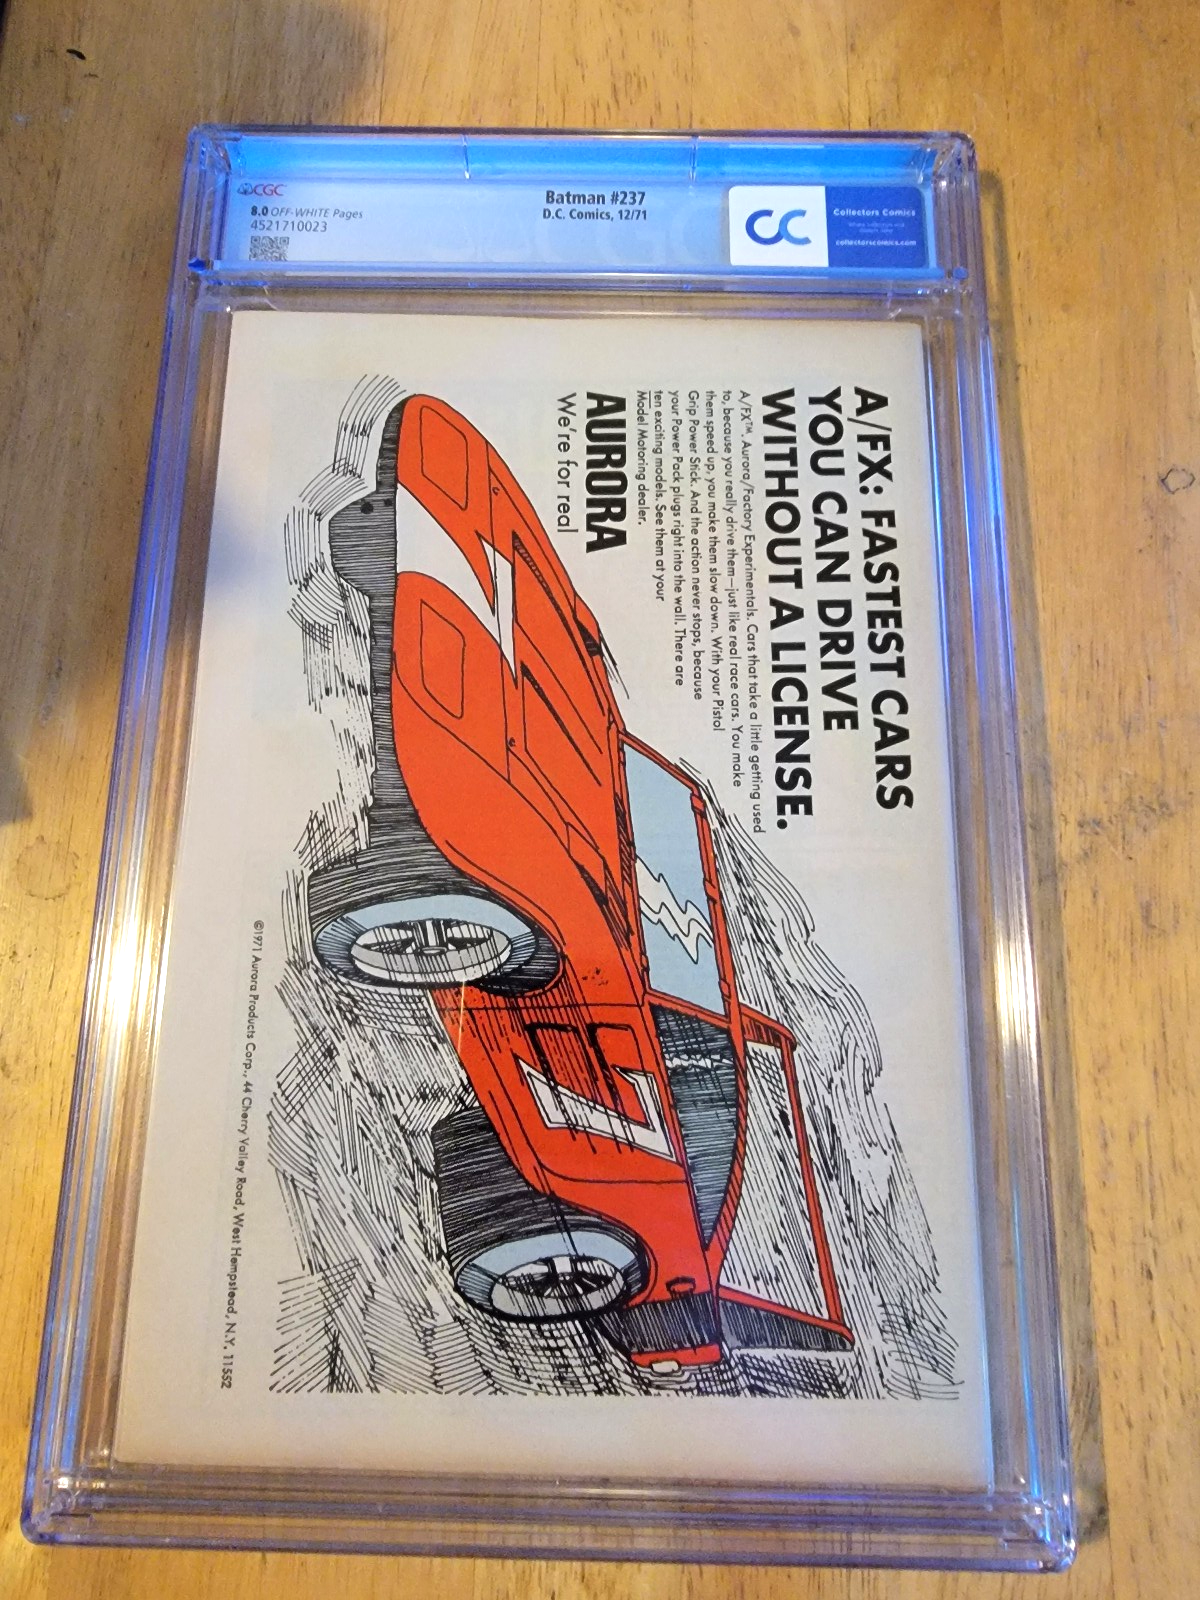 CGC
8.0 OFF-WHITE Pages
4521710023
Batman #237
D.C. Comics, 12/71
CC
Collectors Comics
collectorscomics.com
A/FX: FASTEST CARS
YOU CAN DRIVE
WITHOUT A LICENSE.
A/FX™. Aurora/Factory Experimentals. Cars that take a little getting used
to, because you really drive them—just like real race cars. You make
them speed up, you make them slow down. With your Pistol
Grip Power Stick. And the action never stops, because
your Power Pack plugs right into the wall. There are
ten exciting models. See them at your
Model Motoring dealer.
AURORA
We're for real
7
©1971 Aurora Products Corp., 44 Cherry Valley Road, West Hempstead, N.Y. 11552